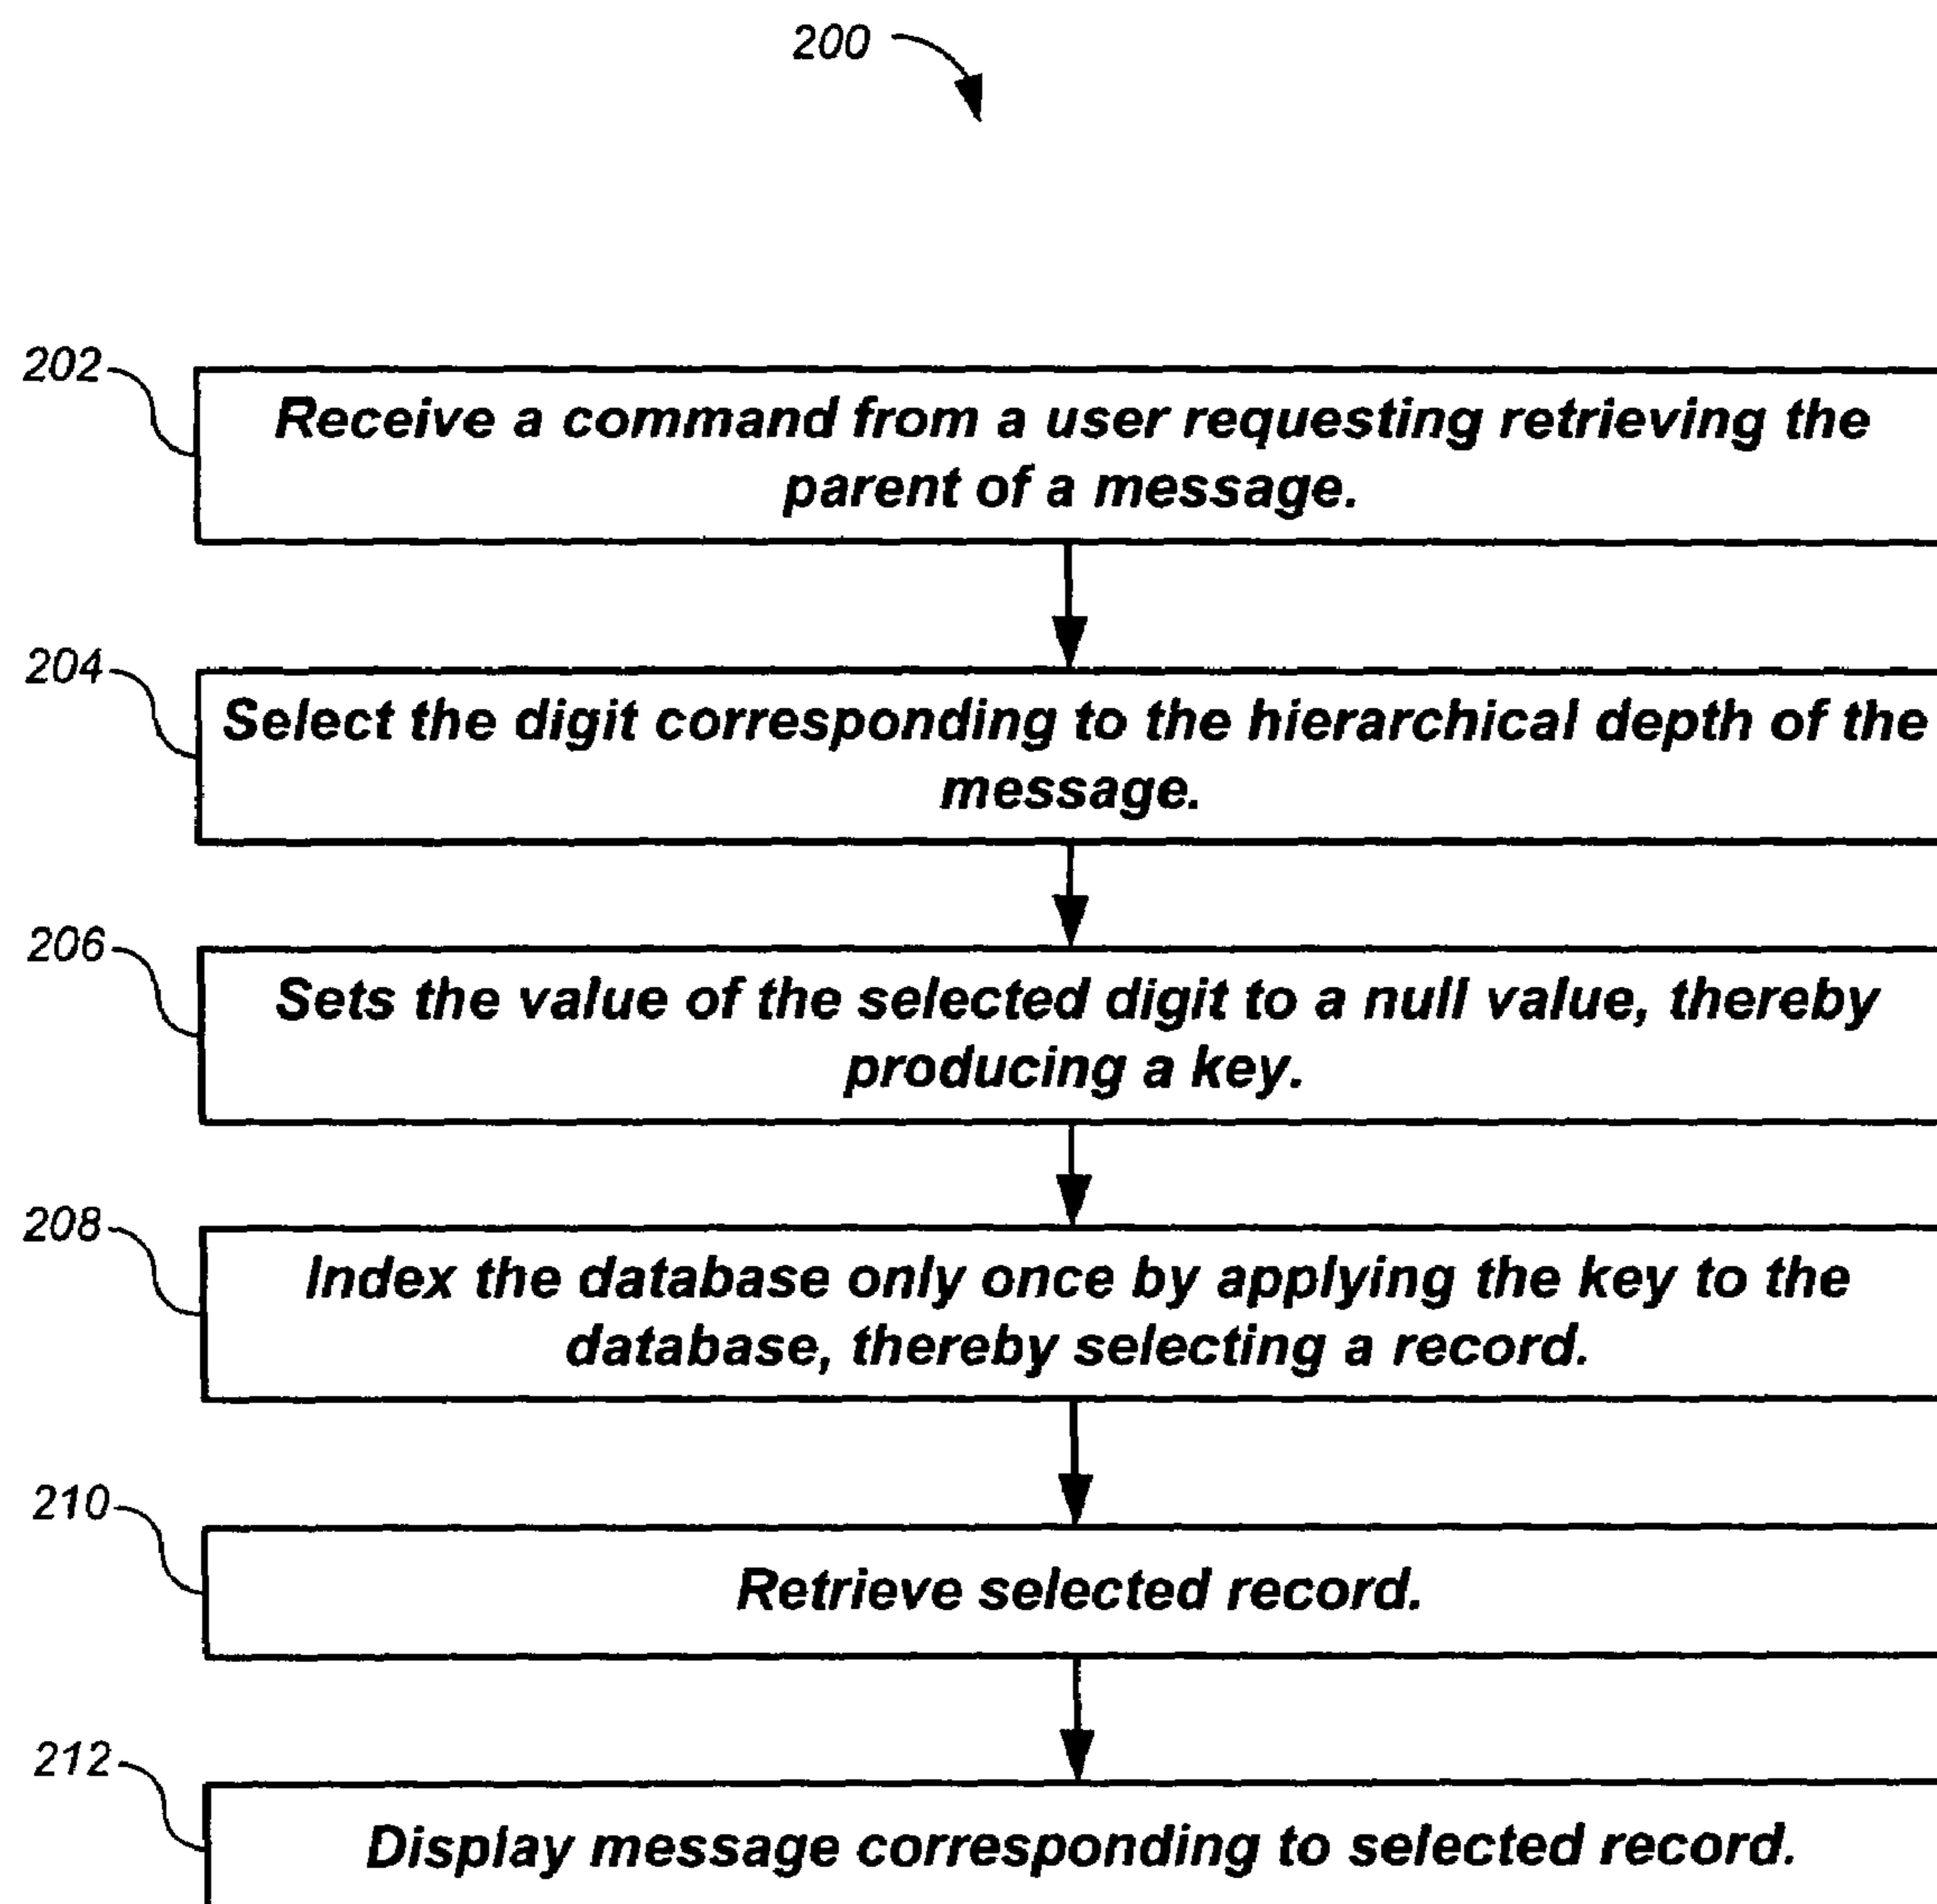 200
202
Receive a command from a user requesting retrieving the
parent of a message.
204
Select the digit corresponding to the hierarchical depth of the
message.
206
Sets the value of the selected digit to a null value, thereby
producing a key.
208
Index the database only once by applying the key to the
database, thereby selecting a record.
210
Retrieve selected record.
212
Display message corresponding to selected record.